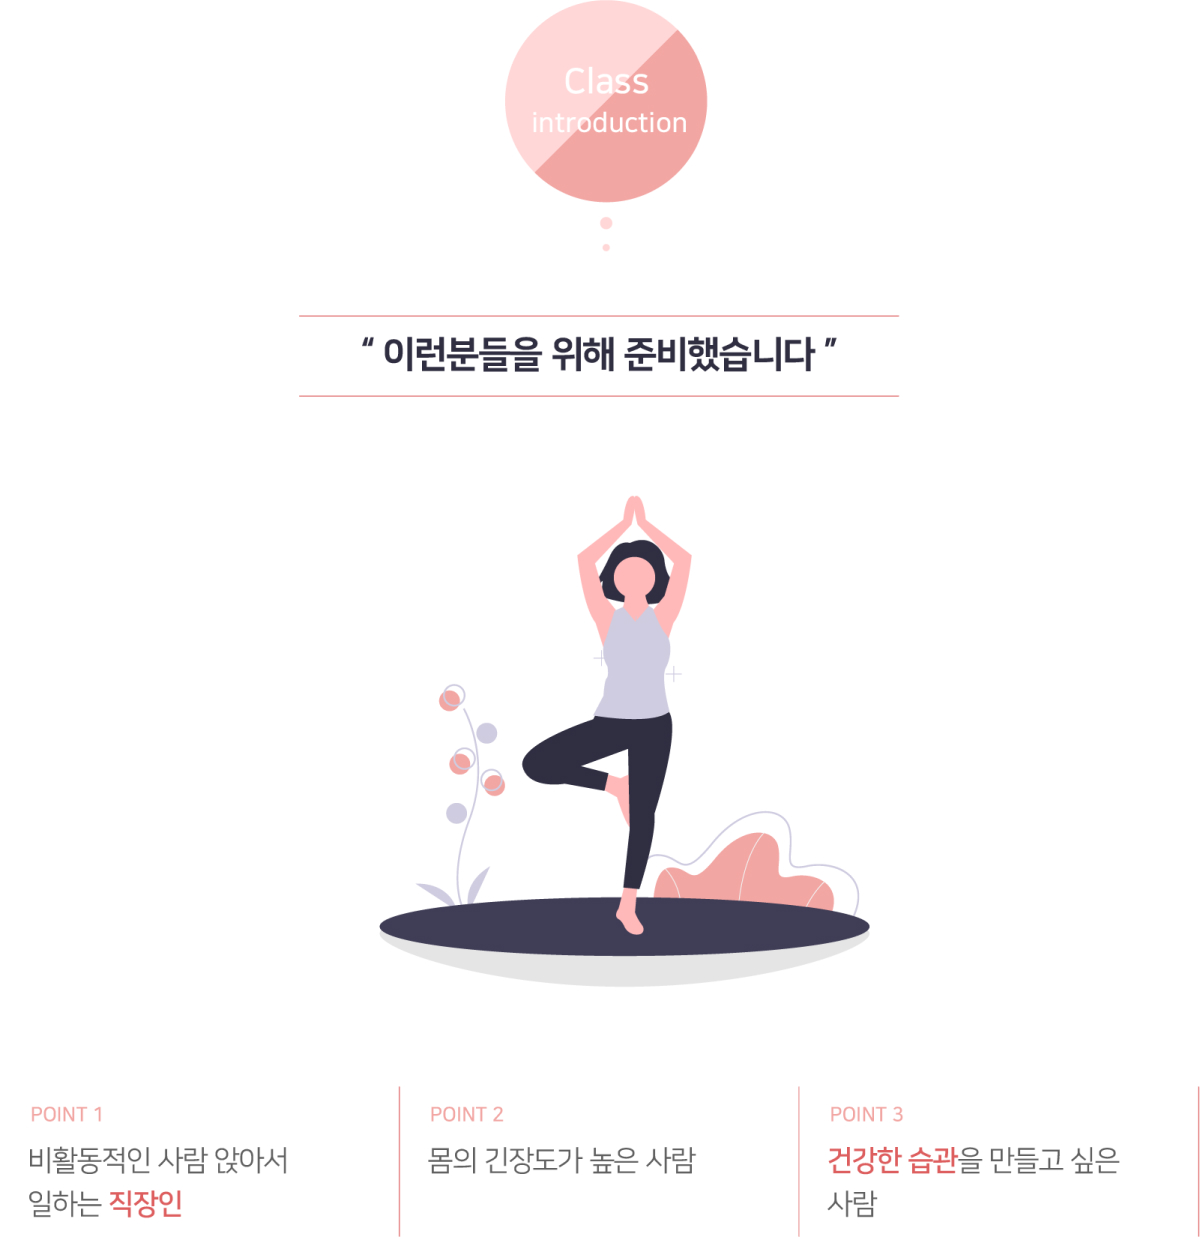 Class
introduction
“ 이런분들을 위해 준비했습니다 ”
POINT 1
비활동적인 사람 앉아서
일하는 직장인
POINT 2
몸의 긴장도가 높은 사람
POINT 3
건강한 습관을 만들고 싶은
사람